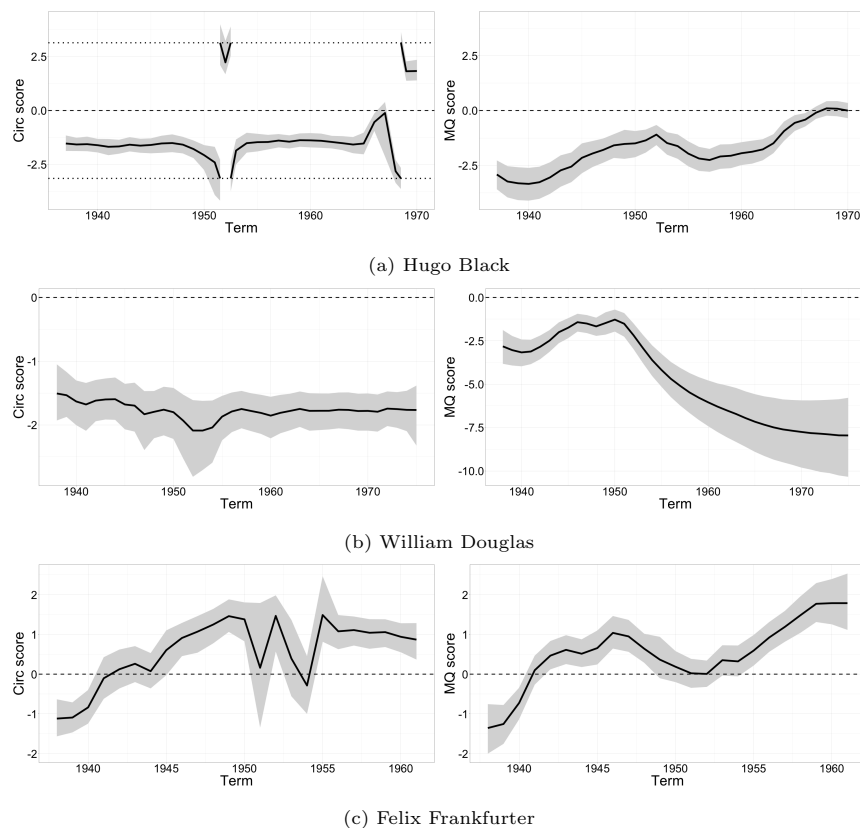 Circ score
2.5
0.0
-2.5
1940 1950 1960 1970
Term
MQ score
2.5
0.0
-2.5
1940 1950 1960 1970
Term
(a) Hugo Black
Circ score
0
-1
-2
1940 1950 1960 1970
Term
MQ score
0.0
-2.5
-5.0
-7.5
-10.0
1940 1950 1960 1970
Term
(b) William Douglas
Circ score
2
1
0
-1
-2
1940 1945 1950 1955 1960
Term
MQ score
2
1
0
-1
-2
1940 1945 1950 1955 1960
Term
(c) Felix Frankfurter